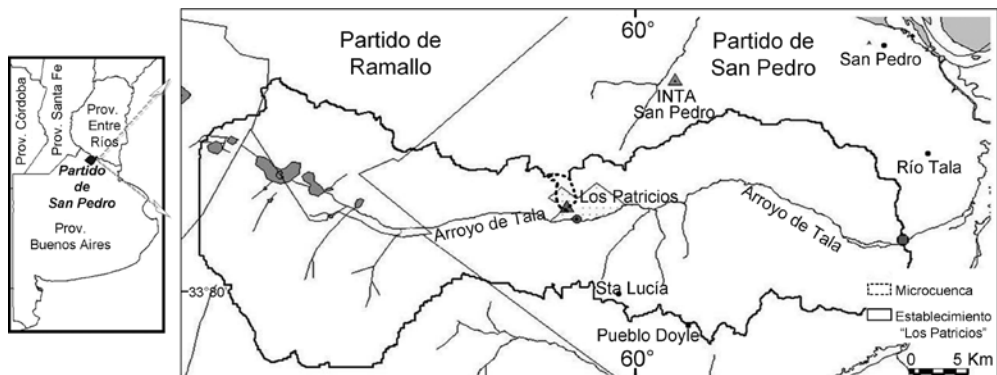 Prov. Córdoba
Prov. Santa Fe
Prov.
Entre
Ríos
Partido
de
San Pedro
Prov.
Buenos Aires
Partido de
Ramallo
60°
Partido de
San Pedro
San Pedro
INTA
San Pedro
Río Tala
Los Patricios
Arroyo de Tala
Arroyo
de Tala
33°80
Sta Lucía
Pueblo Doyle
60°
Microcuenca
Establecimiento
“Los Patricios”
0 5 Km